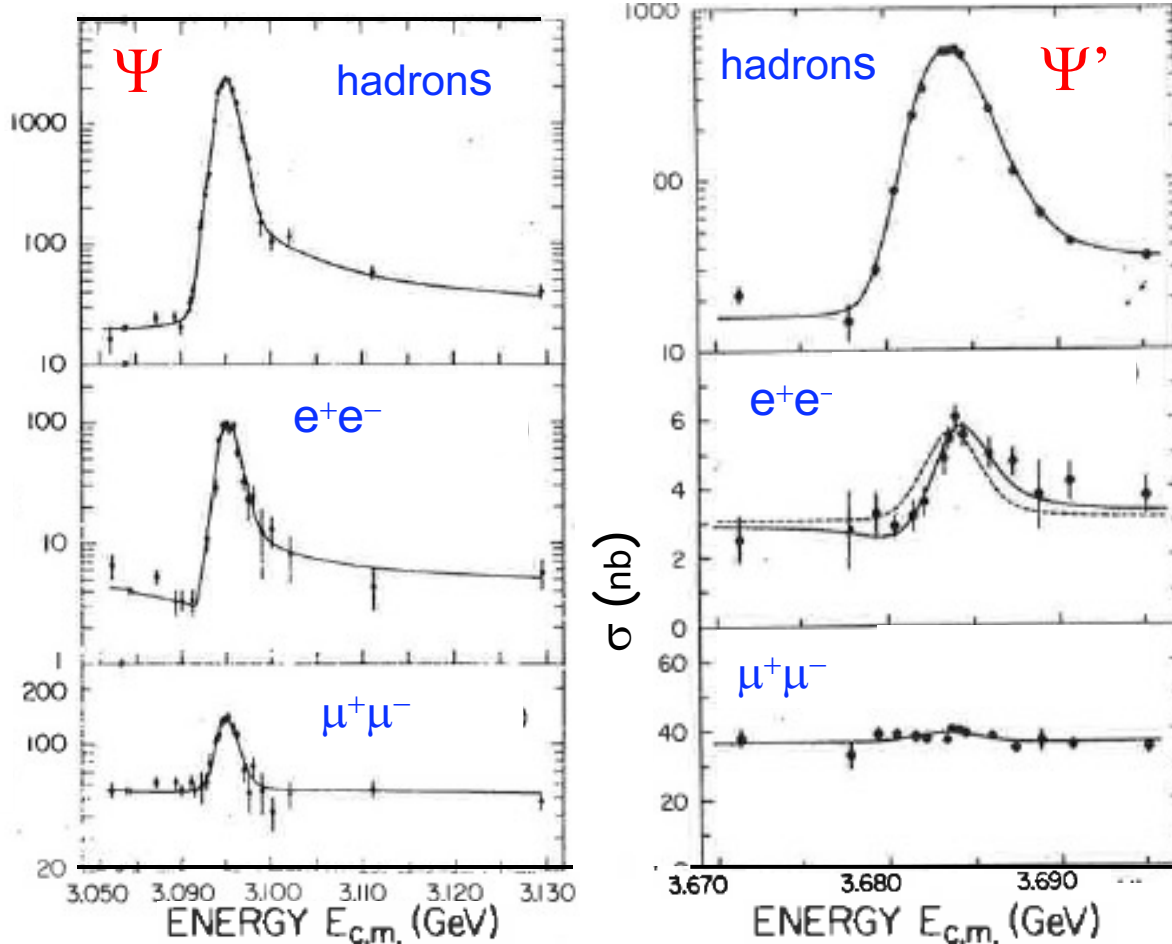 Ψ
hadrons
1000
100
10
e⁺e⁻
100
10
1
μ⁺μ⁻
200
100
20
3.050 3.090 3.100 3.110 3.120 3.130
ENERGY E_c.m. (GeV)
1000
hadrons
Ψ’
00
10
e⁺e⁻
6
4
2
0
σ (nb)
μ⁺μ⁻
60
40
20
3.670 3.680 3.690
ENERGY E_c.m. (GeV)